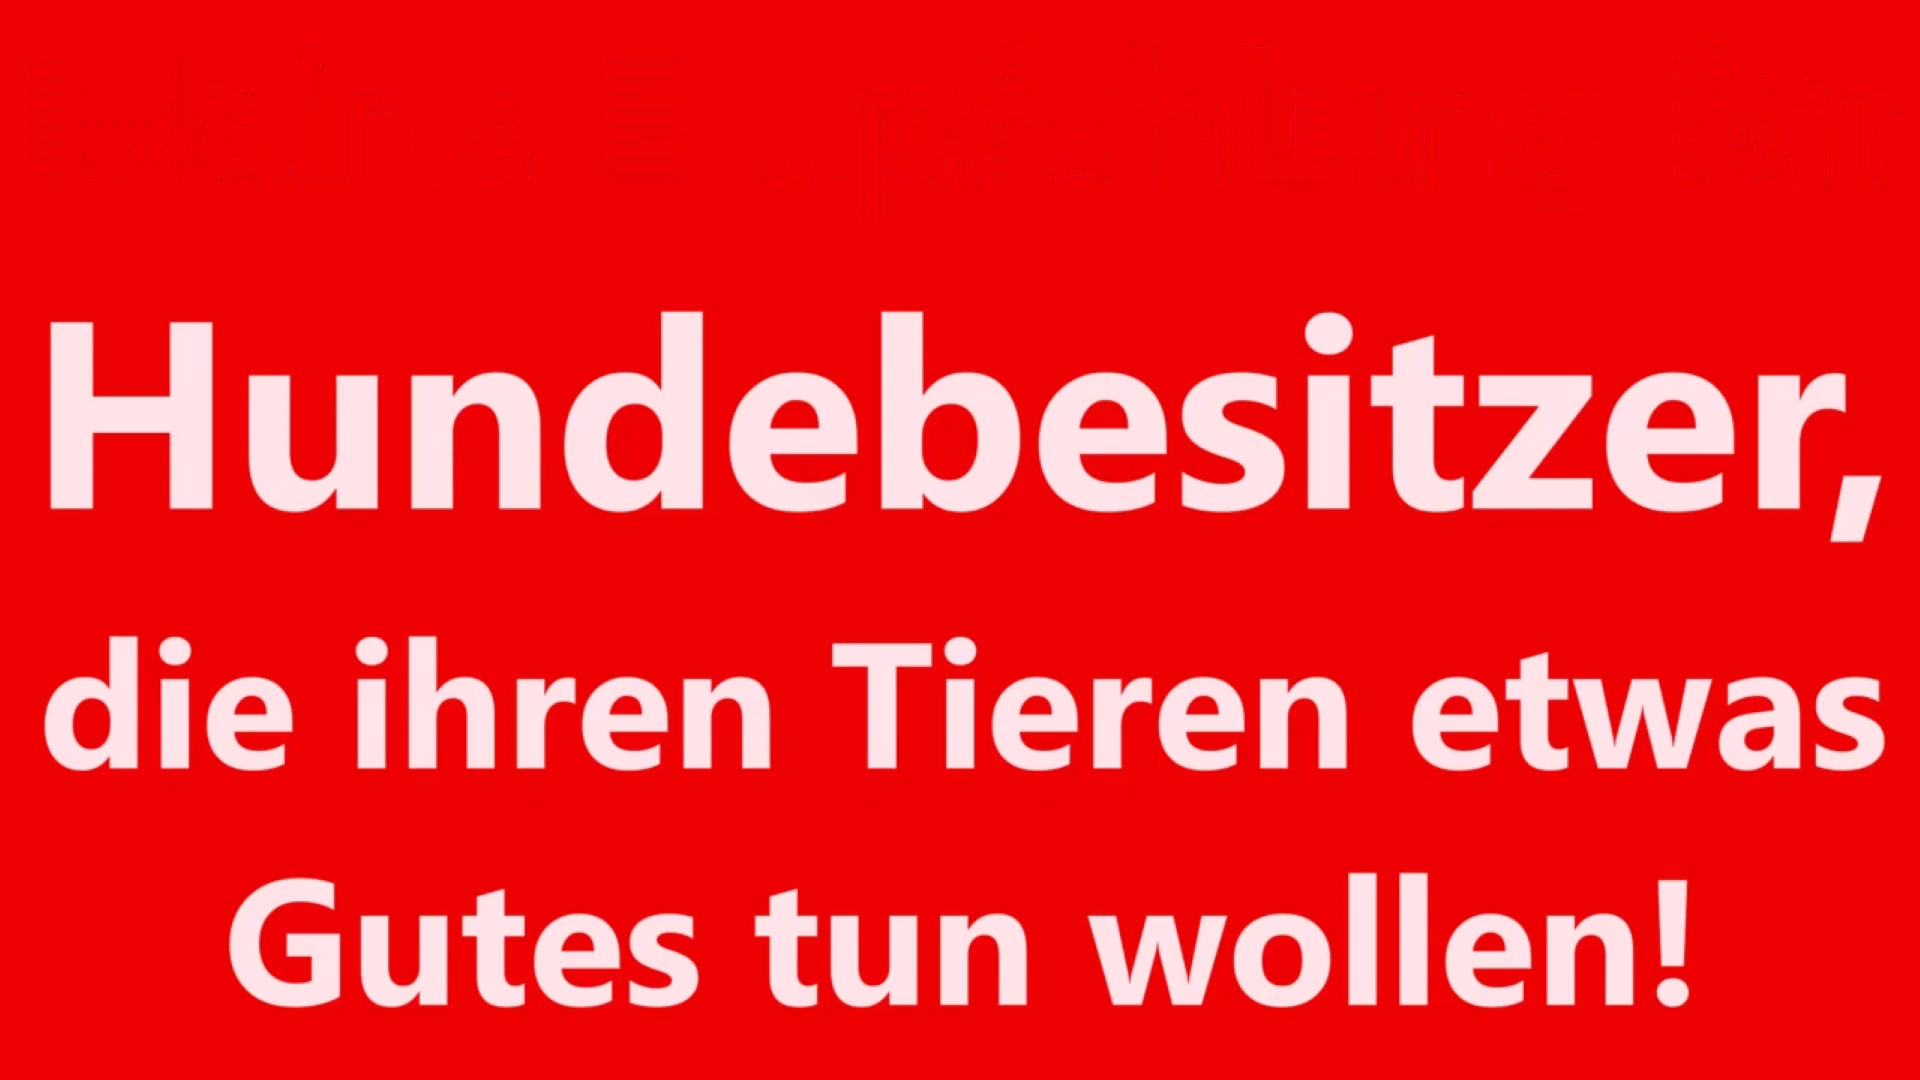 Hundebesitzer,
die ihren Tieren etwas
Gutes tun wollen!